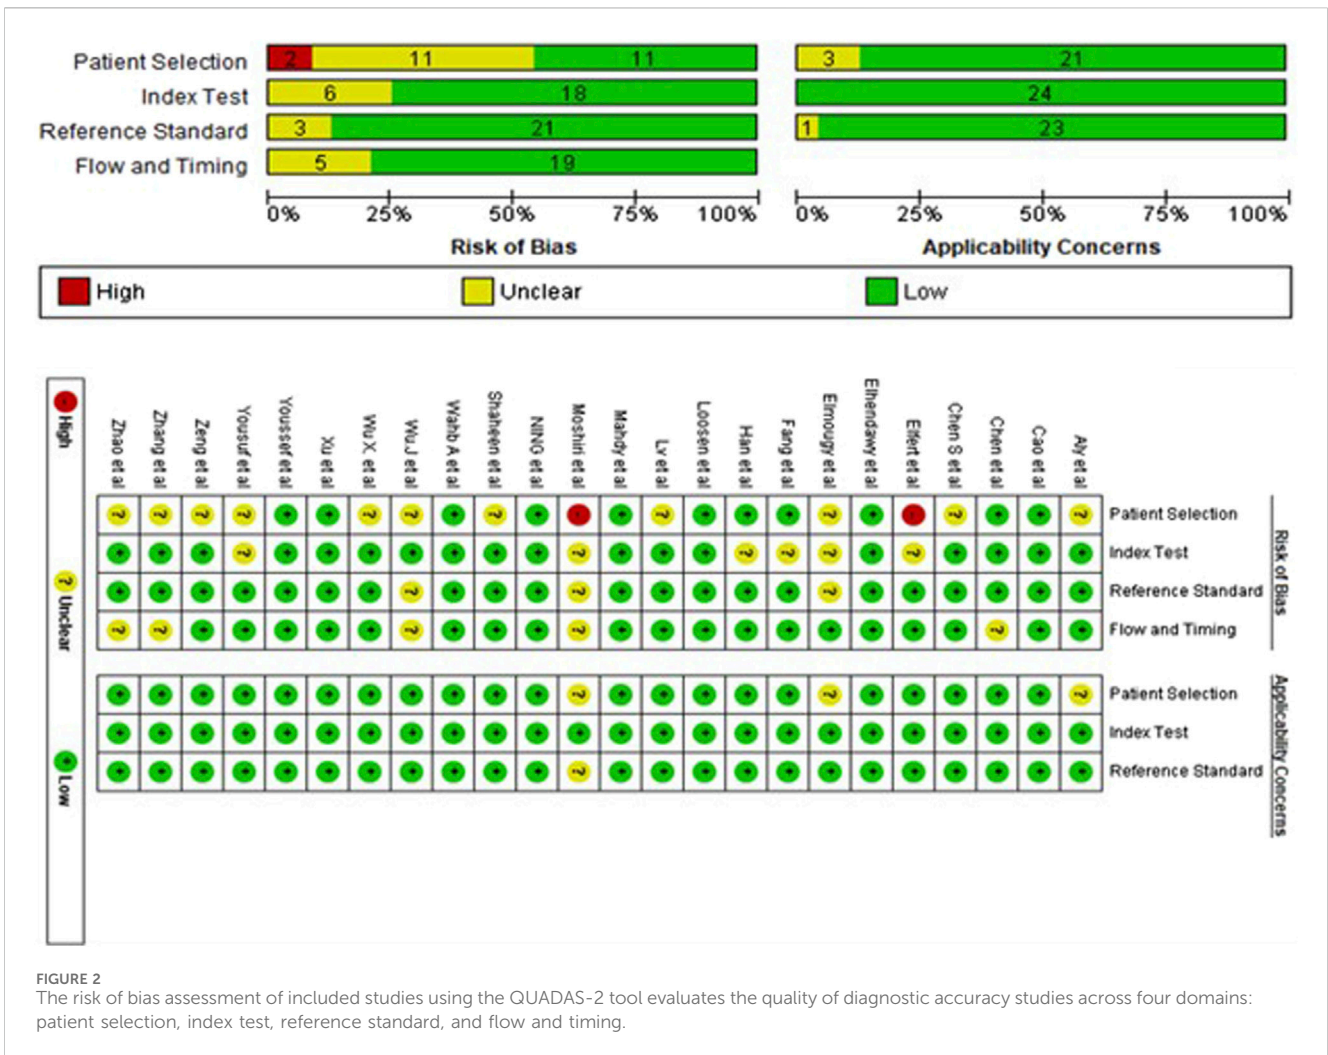 Patient Selection 2 11 11 3 21
Index Test 6 18 24
Reference Standard 3 21 1 23
Flow and Timing 5 19
0% 25% 50% 75% 100% 0% 25% 50% 75% 100%
Risk of Bias Applicability Concerns
High Unclear Low
High
Unclear
Low
Zhao et al
Zhang et al
Zeng et al
Yousuf et al
Youssef et al
Xu et al
Wu X. et al
Wu J et al
Wahb A et al
Shaheen et al
NING et al
Moshiri et al
Mahdy et al
Lv et al
Loosen et al
Han et al
Fang et al
Elmougy et al
Elhendawy et al
Eifert et al
Chen S et al
Chen et al
Cao et al
Aly et al
? ? ? ? + + ? ? + ? + - + ? + + + ? + - ? + + ? Patient Selection
+ + + ? + + + + + + + ? + + + ? ? ? + ? + + + + Index Test
+ + + + + + + ? + + + ? + + + + + ? + + + + + + Reference Standard
? ? + + + + + ? + + + ? + + + + + + + + + ? + + Flow and Timing
Risk of Bias
+ + + + + + + + + + + ? + + + + + ? + + + + + ? Patient Selection
+ + + + + + + + + + + + + + + + + + + + + + + + Index Test
+ + + + + + + + + + + ? + + + + + + + + + + + + Reference Standard
Applicability Concerns
FIGURE 2
The risk of bias assessment of included studies using the QUADAS-2 tool evaluates the quality of diagnostic accuracy studies across four domains:
patient selection, index test, reference standard, and flow and timing.